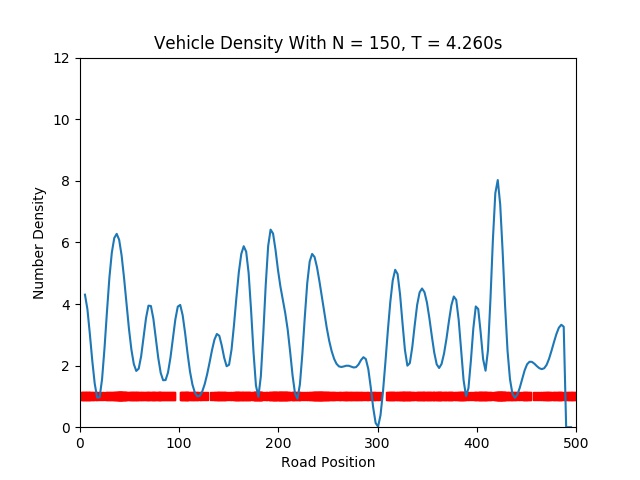 Vehicle Density With N = 150, T = 4.260s
12
10
8
6
4
2
0
Number Density
0 100 200 300 400 500
Road Position